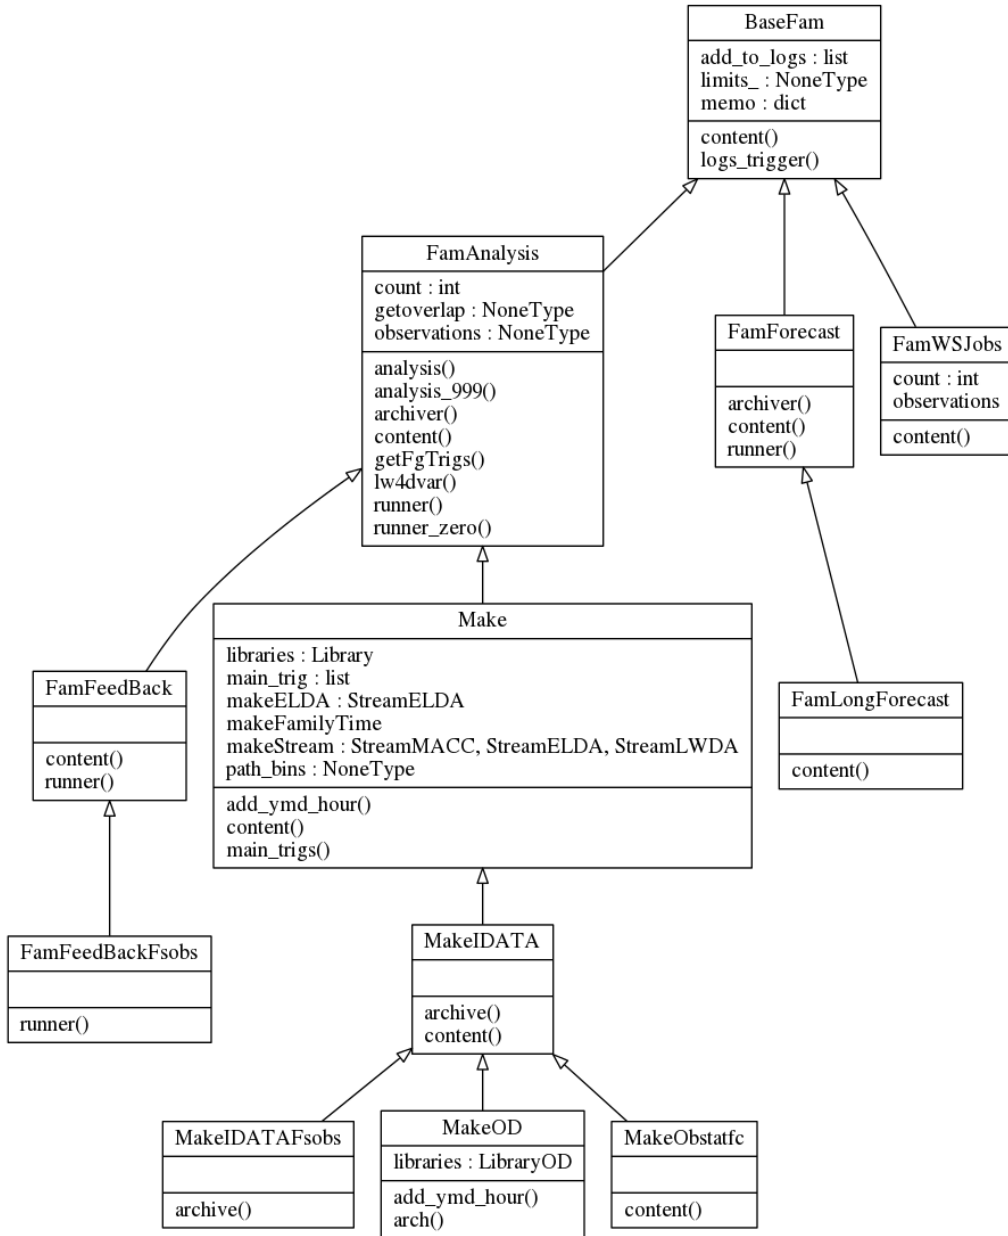 BaseFam
add_to_logs : list
limits_ : NoneType
memo : dict
content()
logs_trigger()
FamAnalysis
count : int
getoverlap : NoneType
observations : NoneType
analysis()
analysis_999()
archiver()
content()
getFgTrigs()
lw4dvar()
runner()
runner_zero()
FamForecast
archiver()
content()
runner()
FamWSJobs
count : int
observations
content()
Make
libraries : Library
main_trig : list
makeELDA : StreamELDA
makeFamilyTime
makeStream : StreamMACC, StreamELDA, StreamLWDA
path_bins : NoneType
add_ymd_hour()
content()
main_trigs()
FamFeedBack
content()
runner()
FamLongForecast
content()
FamFeedBackFsobs
runner()
MakeIDATA
archive()
content()
MakeIDATAFsobs
archive()
MakeOD
libraries : LibraryOD
add_ymd_hour()
arch()
MakeObstatfc
content()